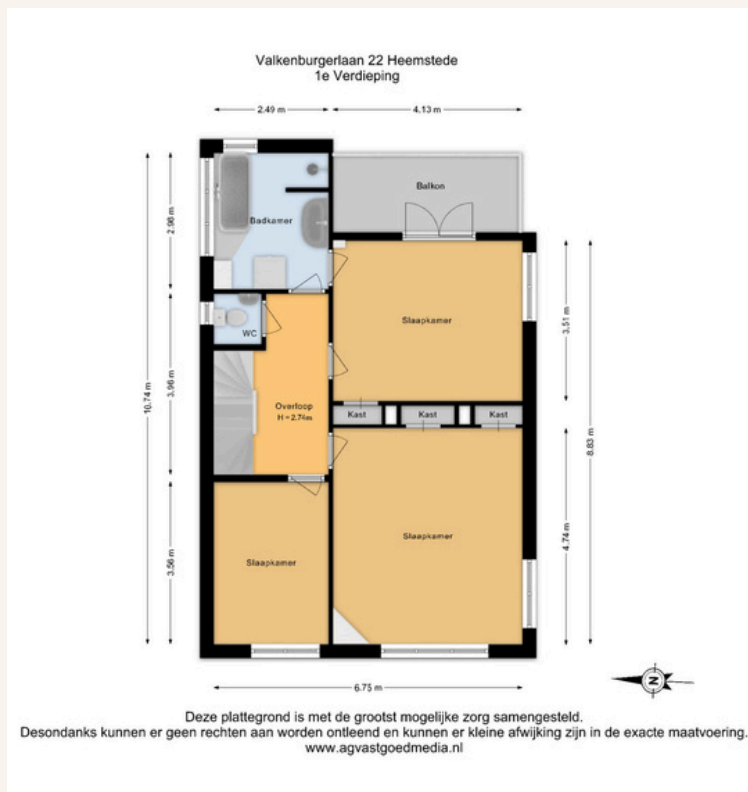 Valkenburgerlaan 22 Heemstede
1e Verdieping
2.49 m
4.13 m
Balkon
Badkamer
2.98 m
10.74 m
Slaapkamer
3.51 m
WC
3.96 m
Overloop
H = 2.74m
Kast
Kast
Kast
8.83 m
Slaapkamer
4.74 m
Slaapkamer
3.56 m
6.75 m
N
Deze plattegrond is met de grootst mogelijke zorg samengesteld.
Desondanks kunnen er geen rechten aan worden ontleend en kunnen er kleine afwijking zijn in de exacte maatvoering.
www.agvastgoedmedia.nl